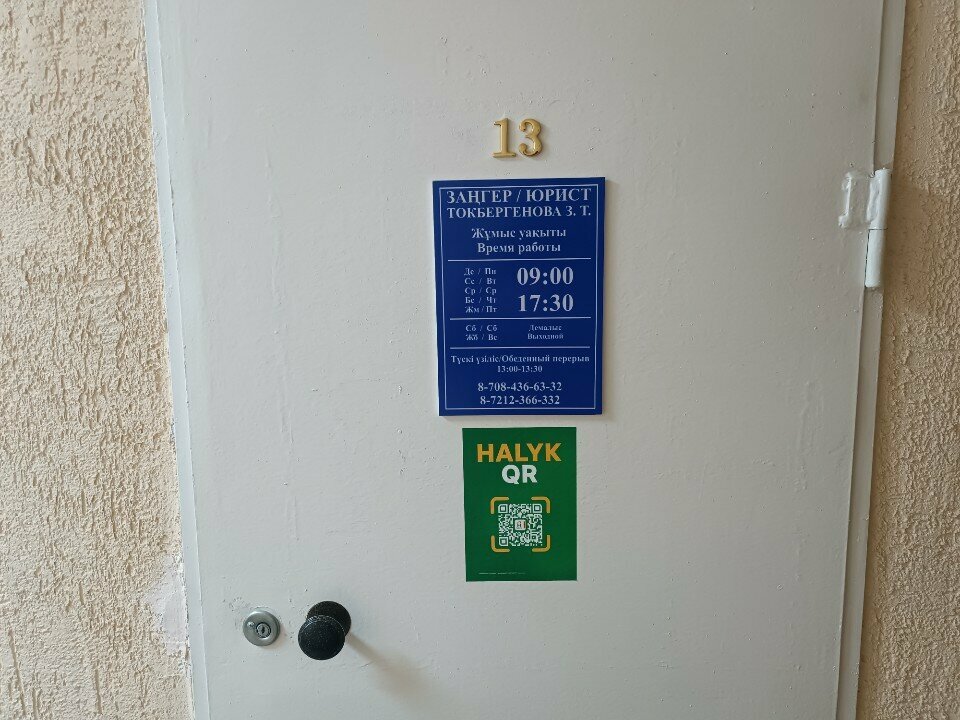 13
ЗАҢГЕР / ЮРИСТ
ТОКБЕРГЕНОВА З. Т.
Жұмыс уақыты
Время работы
Де / Пн
Сс / Вт
Ср / Ср
Бс / Чт
Жм / Пт
09:00
17:30
Сб / Сб
Жб / Вс
Демалыс
Выходной
Түскі үзіліс/Обеденный перерыв
13:00-13:30
8-708-436-63-32
8-7212-366-332
HALYK
QR